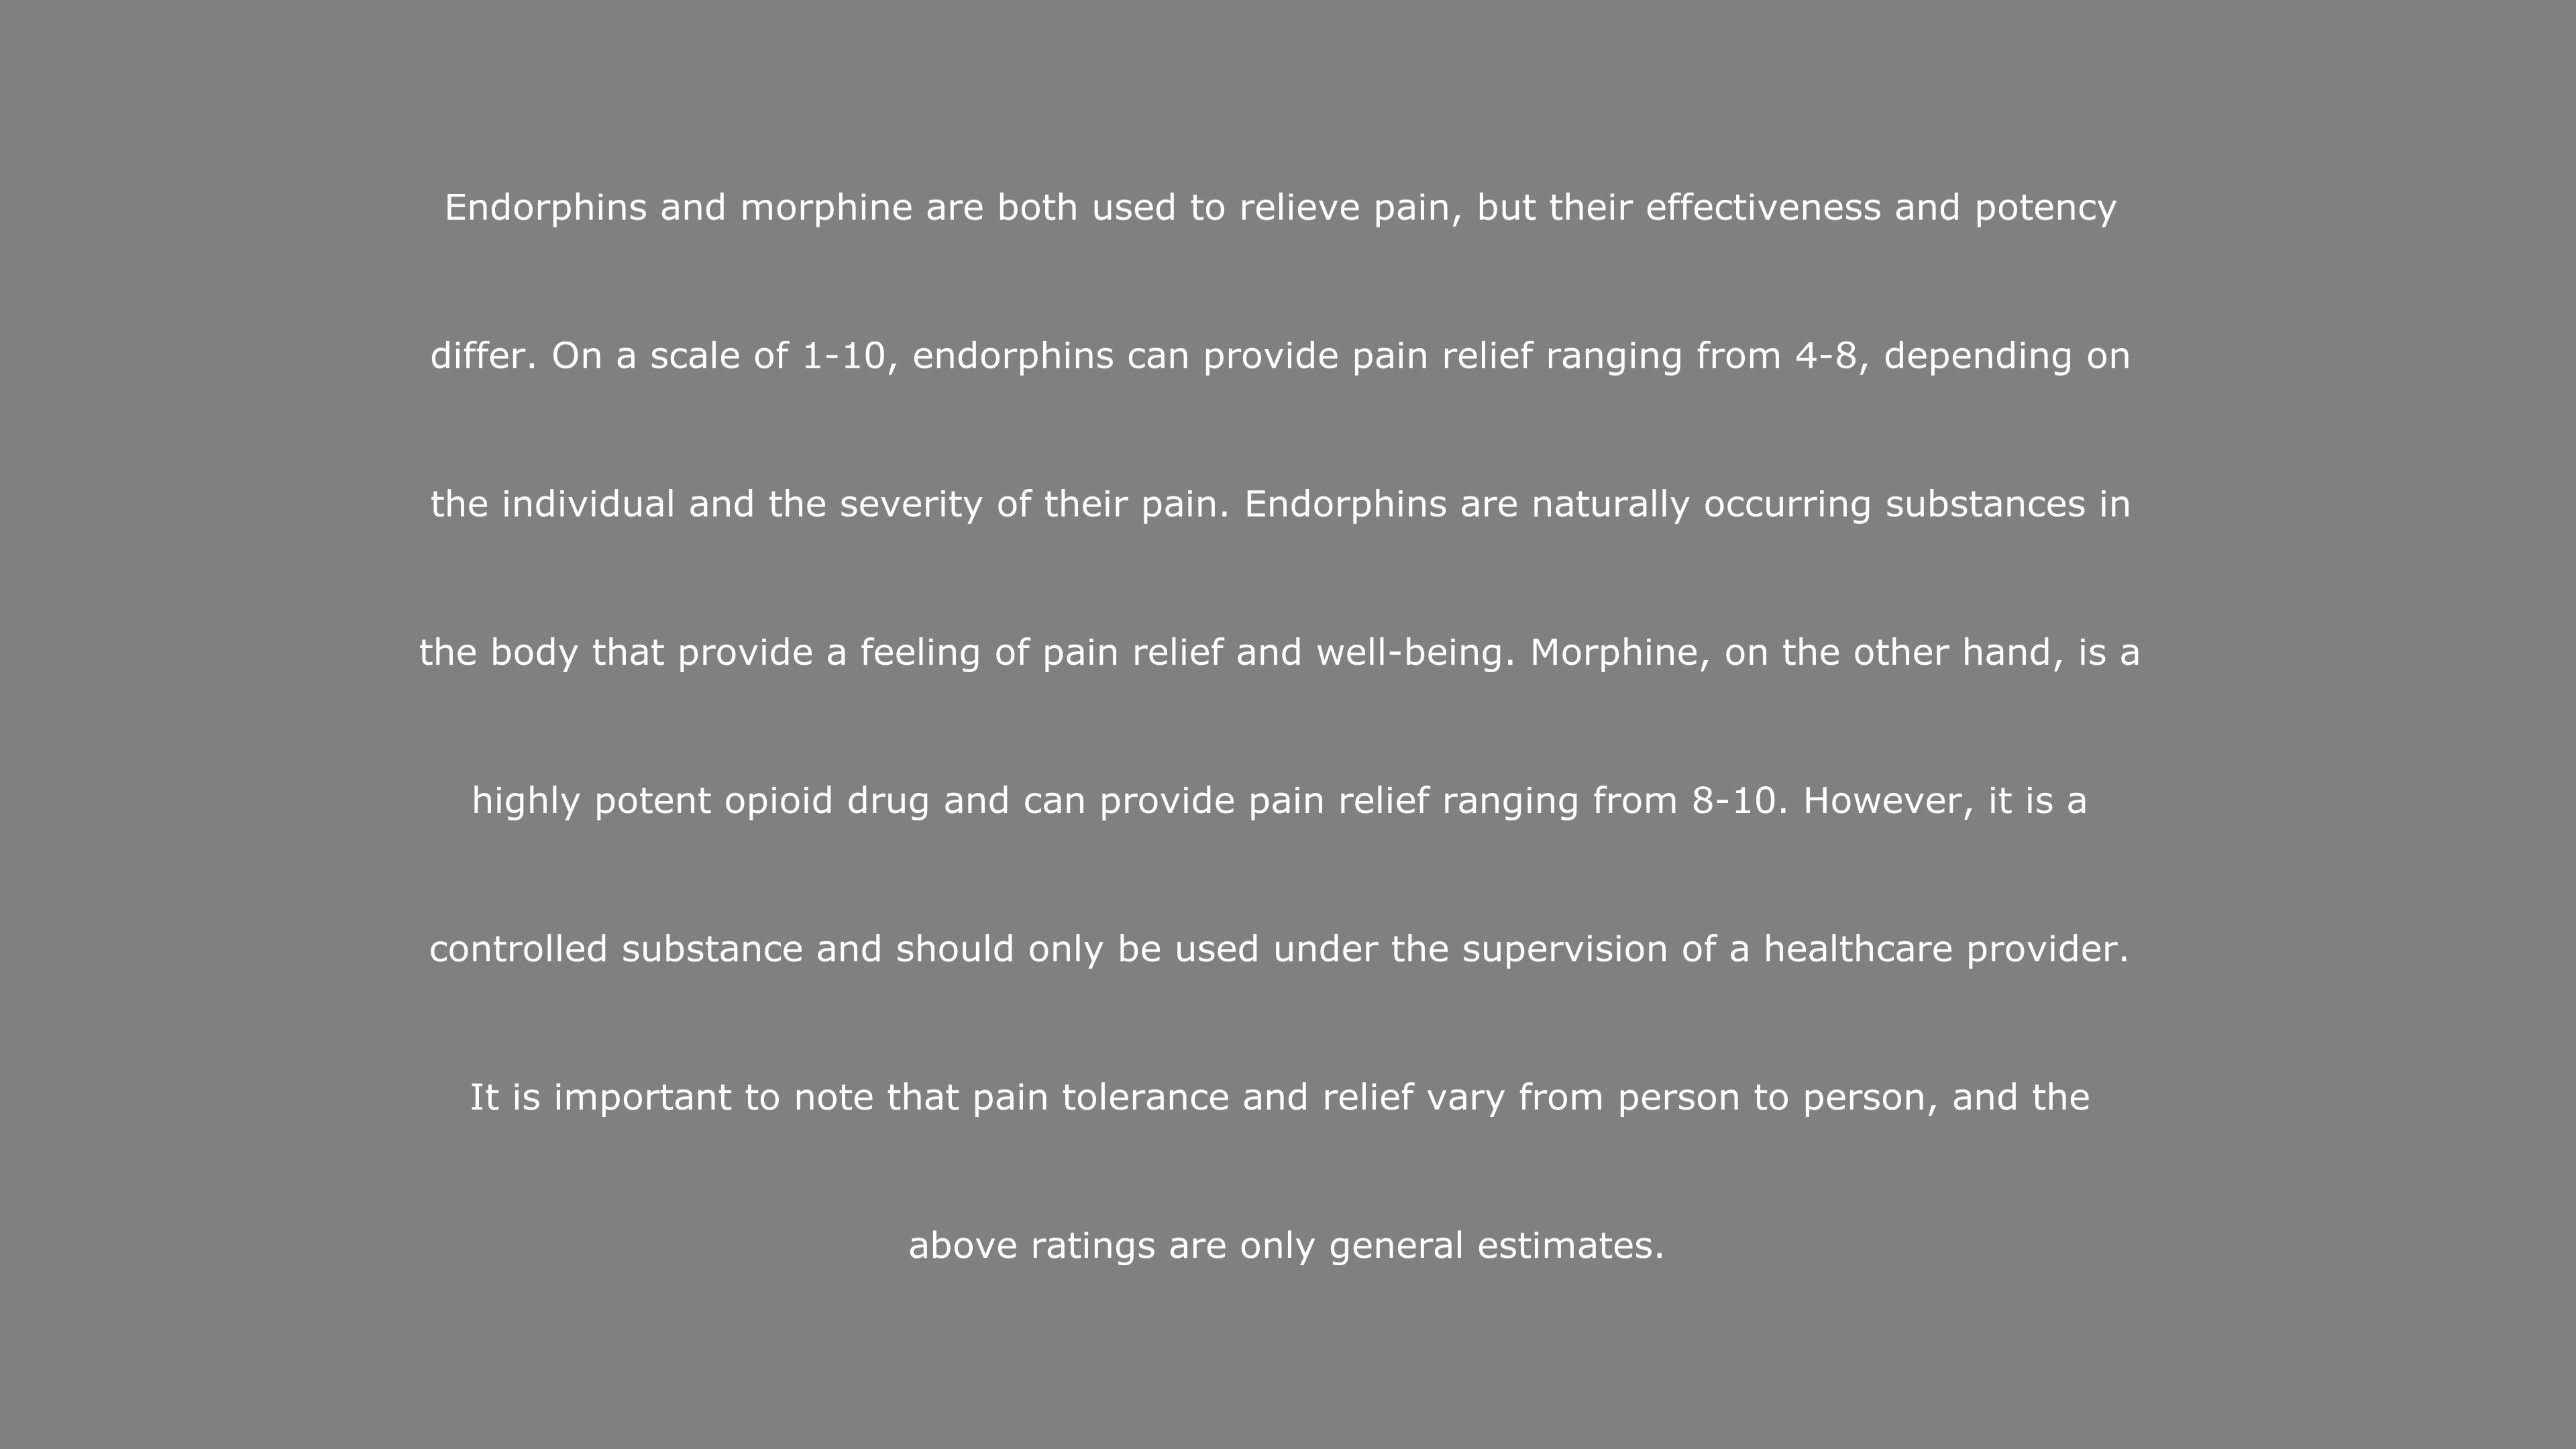 Endorphins and morphine are both used to relieve pain, but their effectiveness and potency
differ. On a scale of 1-10, endorphins can provide pain relief ranging from 4-8, depending on
the individual and the severity of their pain. Endorphins are naturally occurring substances in
the body that provide a feeling of pain relief and well-being. Morphine, on the other hand, is a
highly potent opioid drug and can provide pain relief ranging from 8-10. However, it is a
controlled substance and should only be used under the supervision of a healthcare provider.
It is important to note that pain tolerance and relief vary from person to person, and the
above ratings are only general estimates.